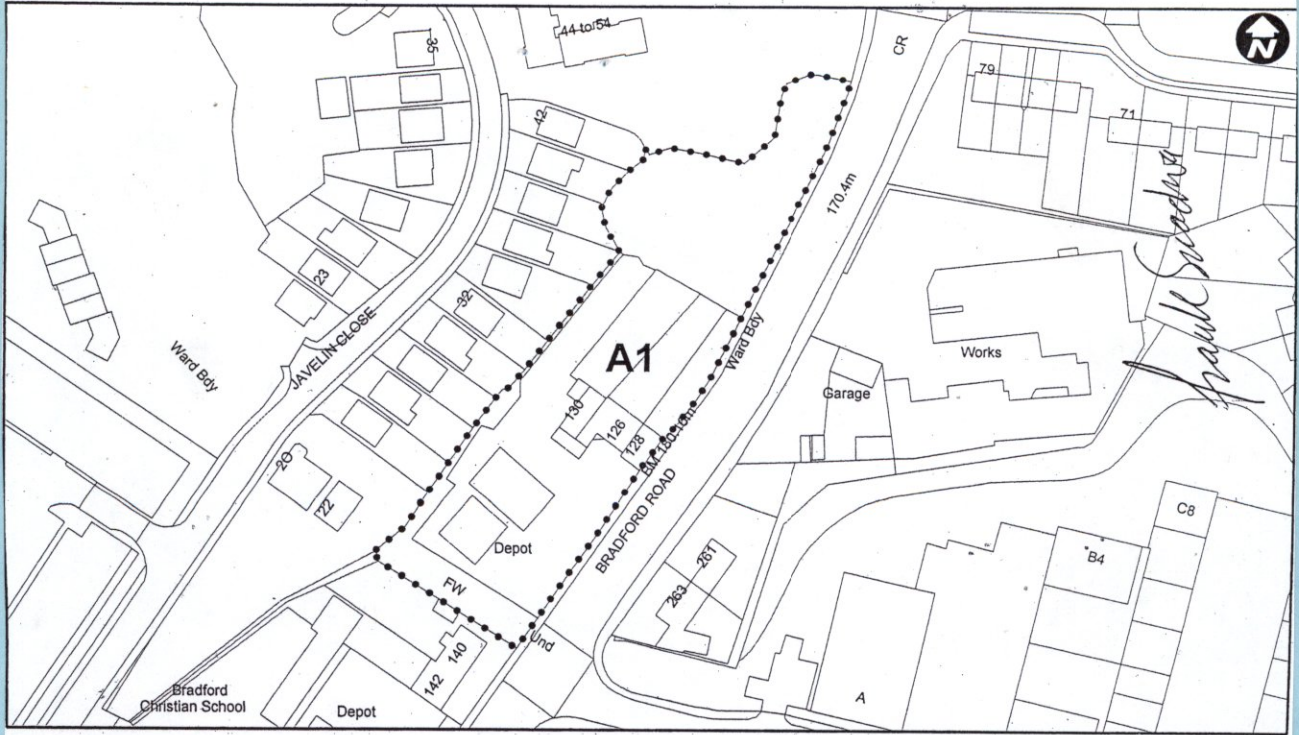 44 to 54
N
CR
35
79
71
42
170.4m
23
32
Ward Bdy
JAVELIN CLOSE
Ward Bdy
A1
Works
Garage
130
126
128
BM 180.10m
20
22
BRADFORD ROAD
C8
Depot
B4
261
FW
263
Und
140
142
Bradford
Christian School
Depot
A